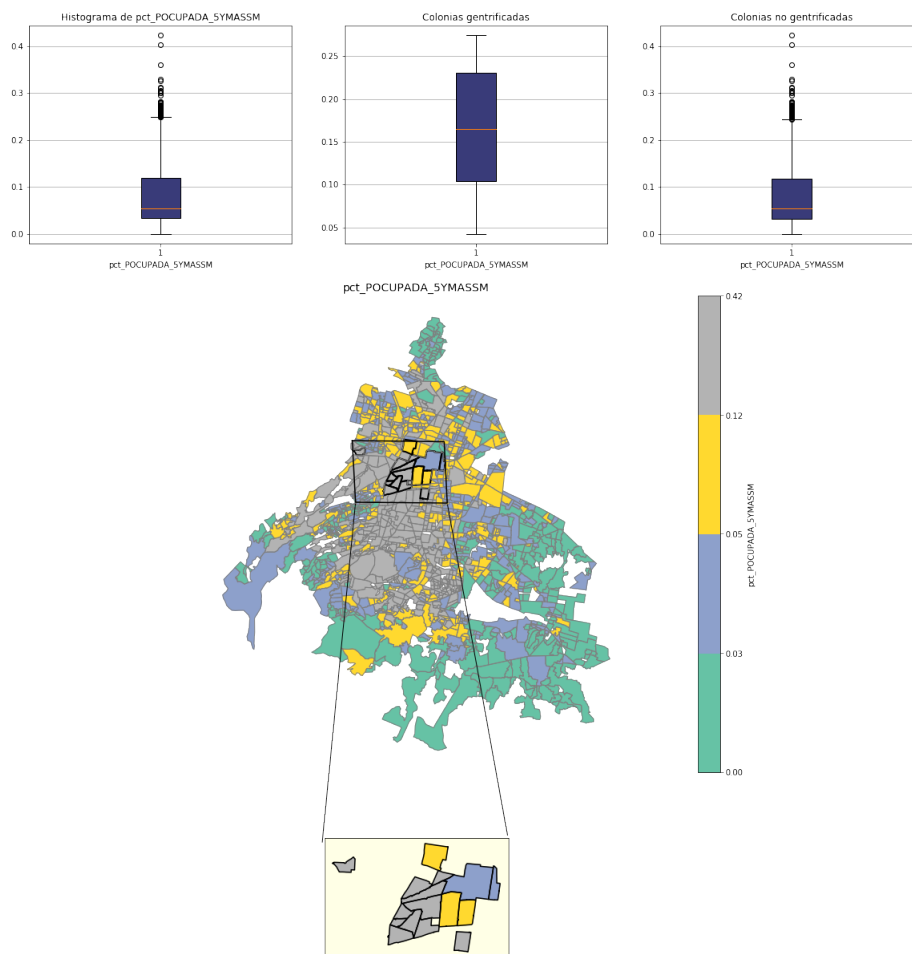 Histograma de pct_POCUPADA_5YMASSM
0.4
0.3
0.2
0.1
0.0
1
pct_POCUPADA_5YMASSM
Colonias gentrificadas
0.25
0.20
0.15
0.10
0.05
1
pct_POCUPADA_5YMASSM
Colonias no gentrificadas
0.4
0.3
0.2
0.1
0.0
1
pct_POCUPADA_5YMASSM
pct_POCUPADA_5YMASSM
0.42
0.12
0.05
0.03
0.00
pct_POCUPADA_5YMASSM